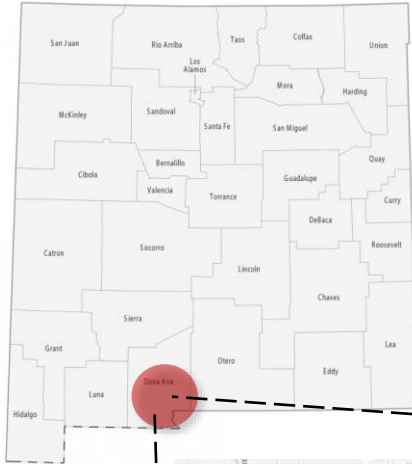 San Juan
Rio Arriba
Taos
Colfax
Union
Los
Alamos
Mora
Harding
McKinley
Sandoval
Santa Fe
San Miguel
Bernalillo
Cibola
Valencia
Torrance
Guadalupe
Quay
Curry
DeBaca
Roosevelt
Catron
Socorro
Lincoln
Chaves
Sierra
Grant
Luna
Dona Ana
Otero
Eddy
Lea
Hidalgo